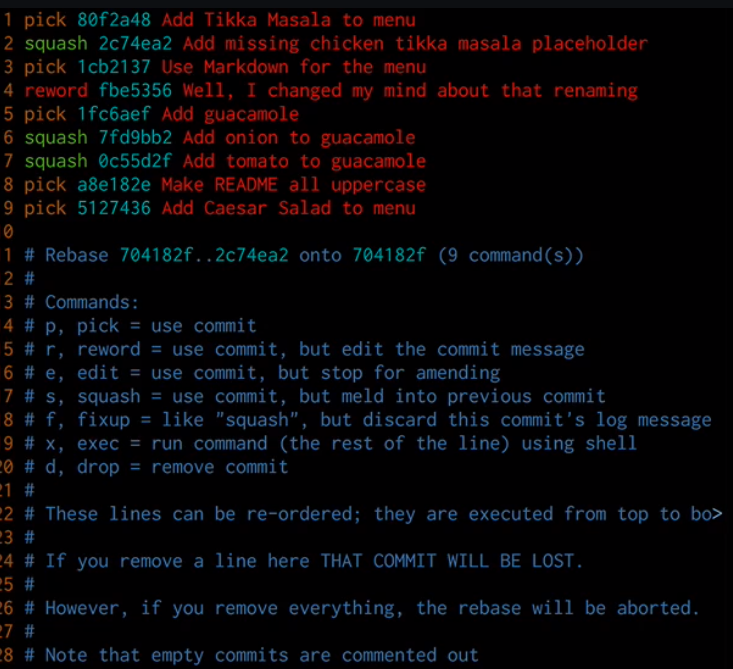 1 pick 80f2a48 Add Tikka Masala to menu
2 squash 2c74ea2 Add missing chicken tikka masala placeholder
3 pick 1cb2137 Use Markdown for the menu
4 reword fbe5356 Well, I changed my mind about that renaming
5 pick 1fc6aef Add guacamole
6 squash 7fd9bb2 Add onion to guacamole
7 squash 0c55d2f Add tomato to guacamole
8 pick a8e182e Make README all uppercase
9 pick 5127436 Add Caesar Salad to menu
0
1 # Rebase 704182f..2c74ea2 onto 704182f (9 command(s))
2 #
3 # Commands:
4 # p, pick = use commit
5 # r, reword = use commit, but edit the commit message
6 # e, edit = use commit, but stop for amending
7 # s, squash = use commit, but meld into previous commit
8 # f, fixup = like "squash", but discard this commit's log message
9 # x, exec = run command (the rest of the line) using shell
20 # d, drop = remove commit
21 #
22 # These lines can be re-ordered; they are executed from top to bo>
23 #
24 # If you remove a line here THAT COMMIT WILL BE LOST.
25 #
26 # However, if you remove everything, the rebase will be aborted.
27 #
28 # Note that empty commits are commented out